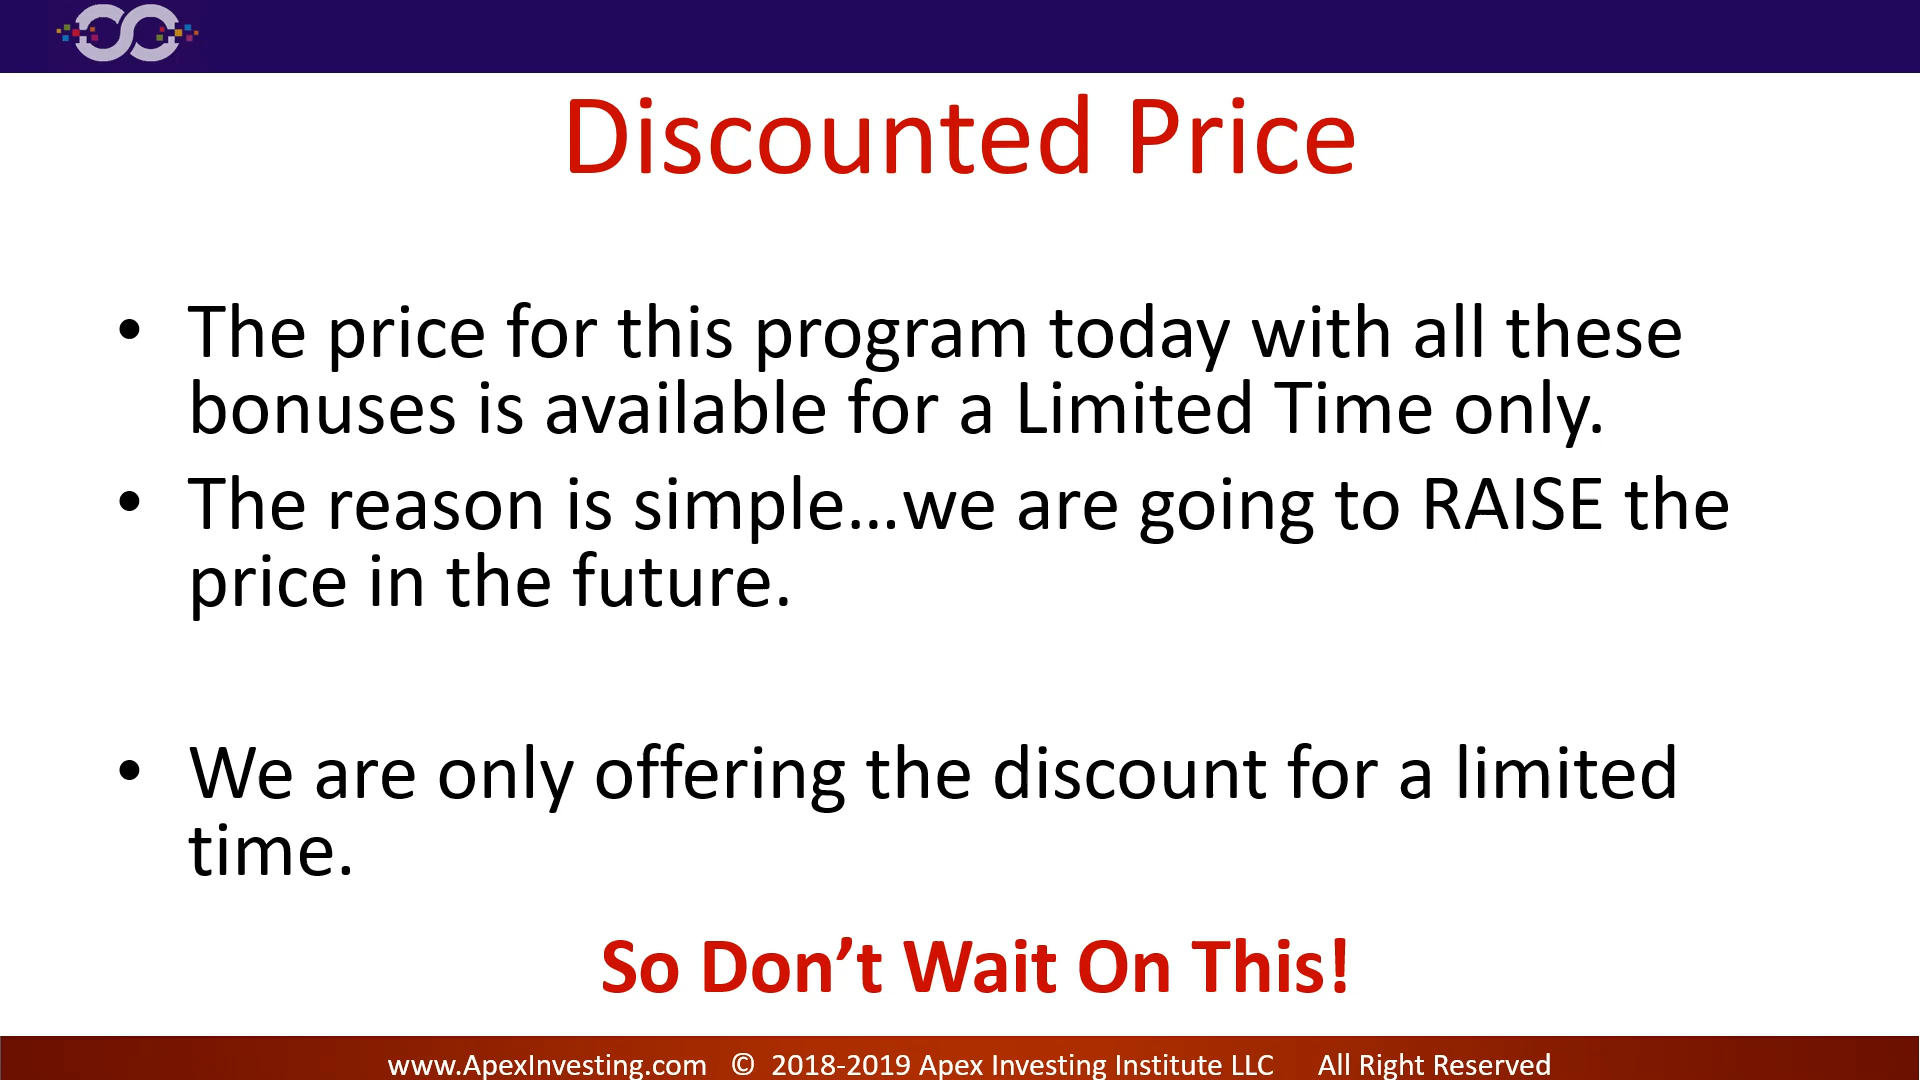 Discounted Price
• The price for this program today with all these
bonuses is available for a Limited Time only.
• The reason is simple...we are going to RAISE the
price in the future.
• We are only offering the discount for a limited
time.
So Don’t Wait On This!
www.ApexInvesting.com © 2018-2019 Apex Investing Institute LLC All Right Reserved